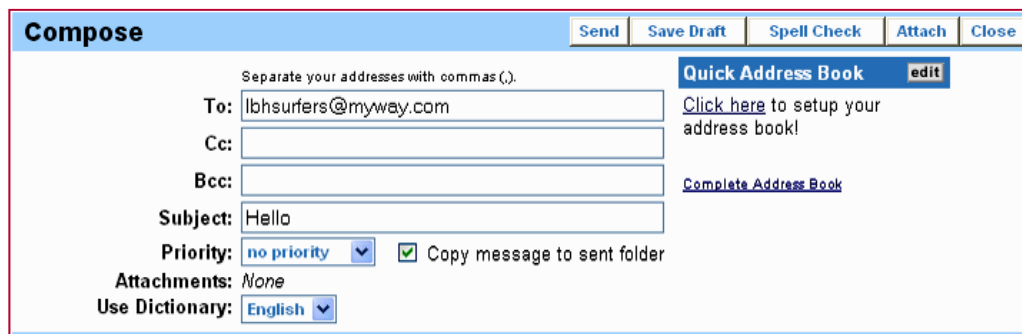 Compose Send Save Draft Spell Check Attach Close
Separate your addresses with commas (,).
To: lbhsurfers@myway.com
Cc:
Bcc:
Subject: Hello
Priority: no priority Copy message to sent folder
Attachments: None
Use Dictionary: English
Quick Address Book edit
Click here to setup your
address book!
Complete Address Book